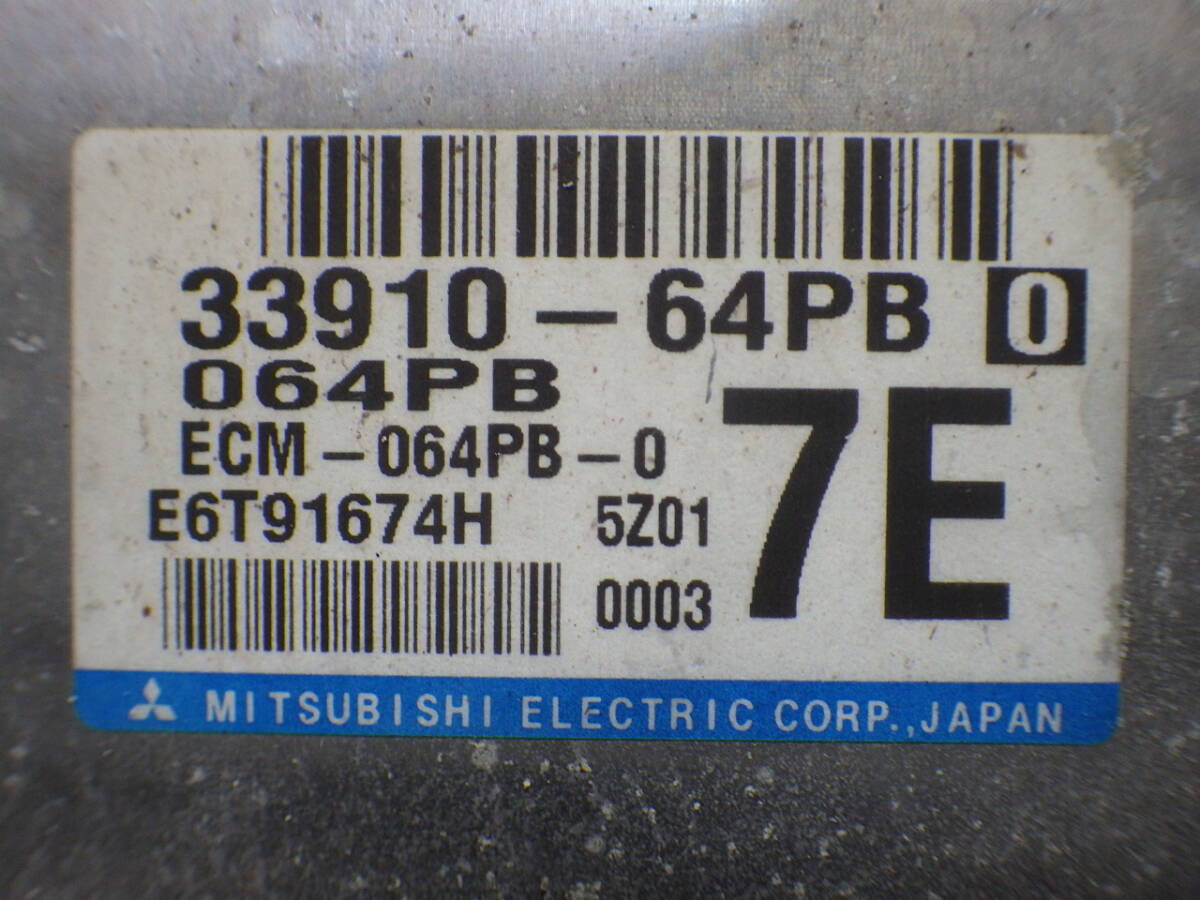 33910-64PB 0
064PB
7E
ECM-064PB-0
E6T91674H 5Z01
0003
MITSUBISHI ELECTRIC CORP.,JAPAN